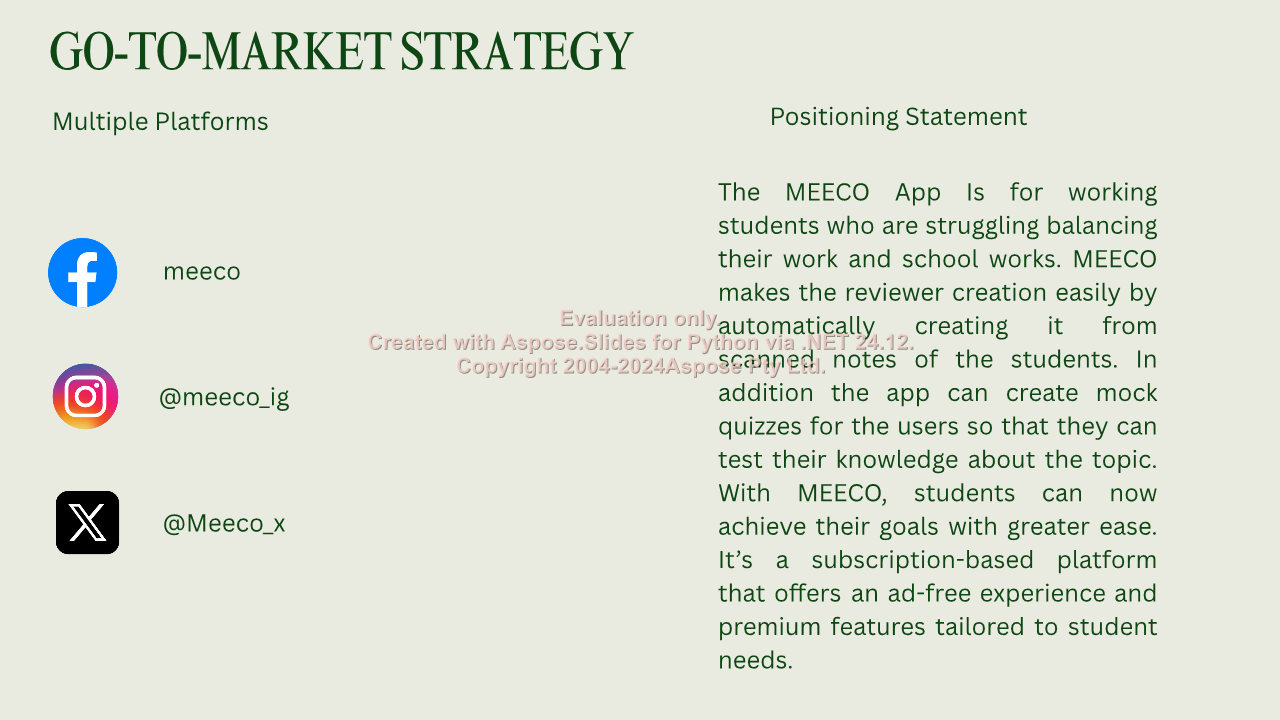 GO-TO-MARKET STRATEGY
Multiple Platforms
meeco
@meeco_ig
@Meeco_x
Positioning Statement
The MEECO App Is for working
students who are struggling balancing
their work and school works. MEECO
makes the reviewer creation easily by
automatically creating it from
scanned notes of the students. In
addition the app can create mock
quizzes for the users so that they can
test their knowledge about the topic.
With MEECO, students can now
achieve their goals with greater ease.
It’s a subscription-based platform
that offers an ad-free experience and
premium features tailored to student
needs.
Evaluation only.
Created with Aspose.Slides for Python via .NET 24.12.
Copyright 2004-2024Aspose Pty Ltd.